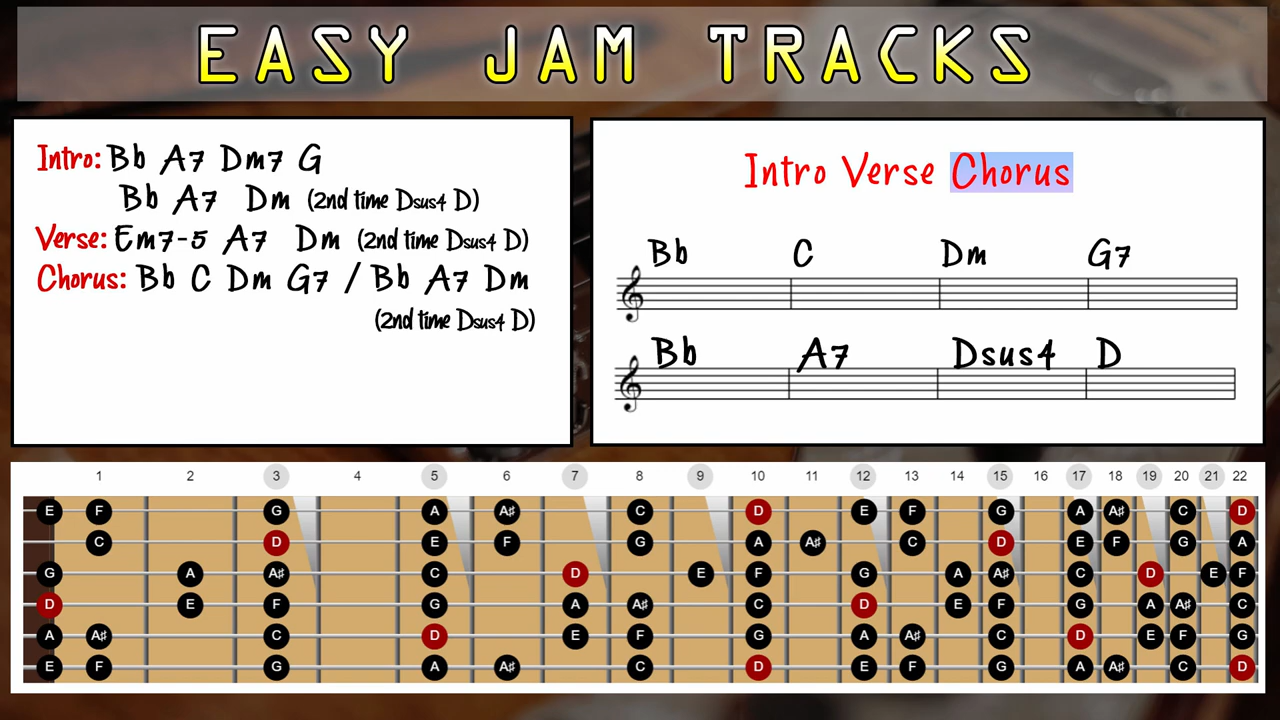 EASY JAM TRACKS
Intro: Bb A7 Dm7 G
Bb A7 Dm (2nd time Dsus4 D)
Verse: Em7-5 A7 Dm (2nd time Dsus4 D)
Chorus: Bb C Dm G7 / Bb A7 Dm
(2nd time Dsus4 D)
Intro Verse Chorus
Bb C Dm G7
Bb A7 Dsus4 D
1 2 3 4 5 6 7 8 9 10 11 12 13 14 15 16 17 18 19 20 21 22
E F G A A♯ C D E F G A A♯ C D
C D E F G A A♯ C D E F G A
G A A♯ C D E F G A A♯ C D E F
D E F G A A♯ C D E F G A A♯ C
A A♯ C D E F G A A♯ C D E F G
E F G A A♯ C D E F G A A♯ C D